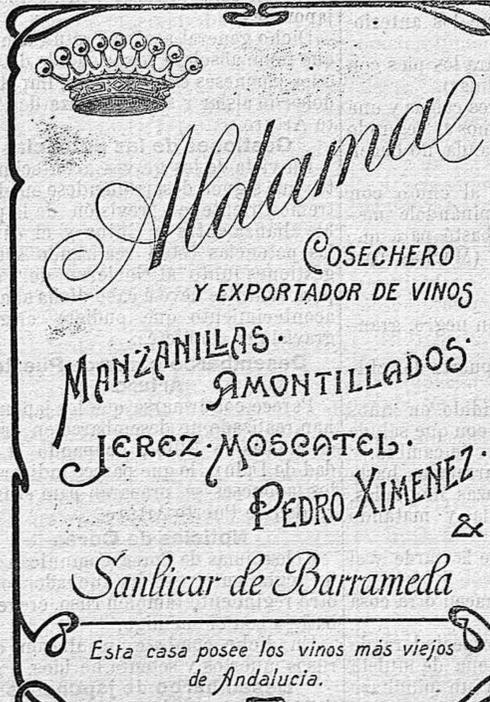 Aldama
COSECHERO
Y EXPORTADOR DE VINOS
MANZANILLAS·
AMONTILLADOS·
JEREZ·MOSCATEL·
PEDRO XIMENEZ·
&
Sanlúcar de Barrameda
Esta casa posee los vinos más viejos
de Andalucia.